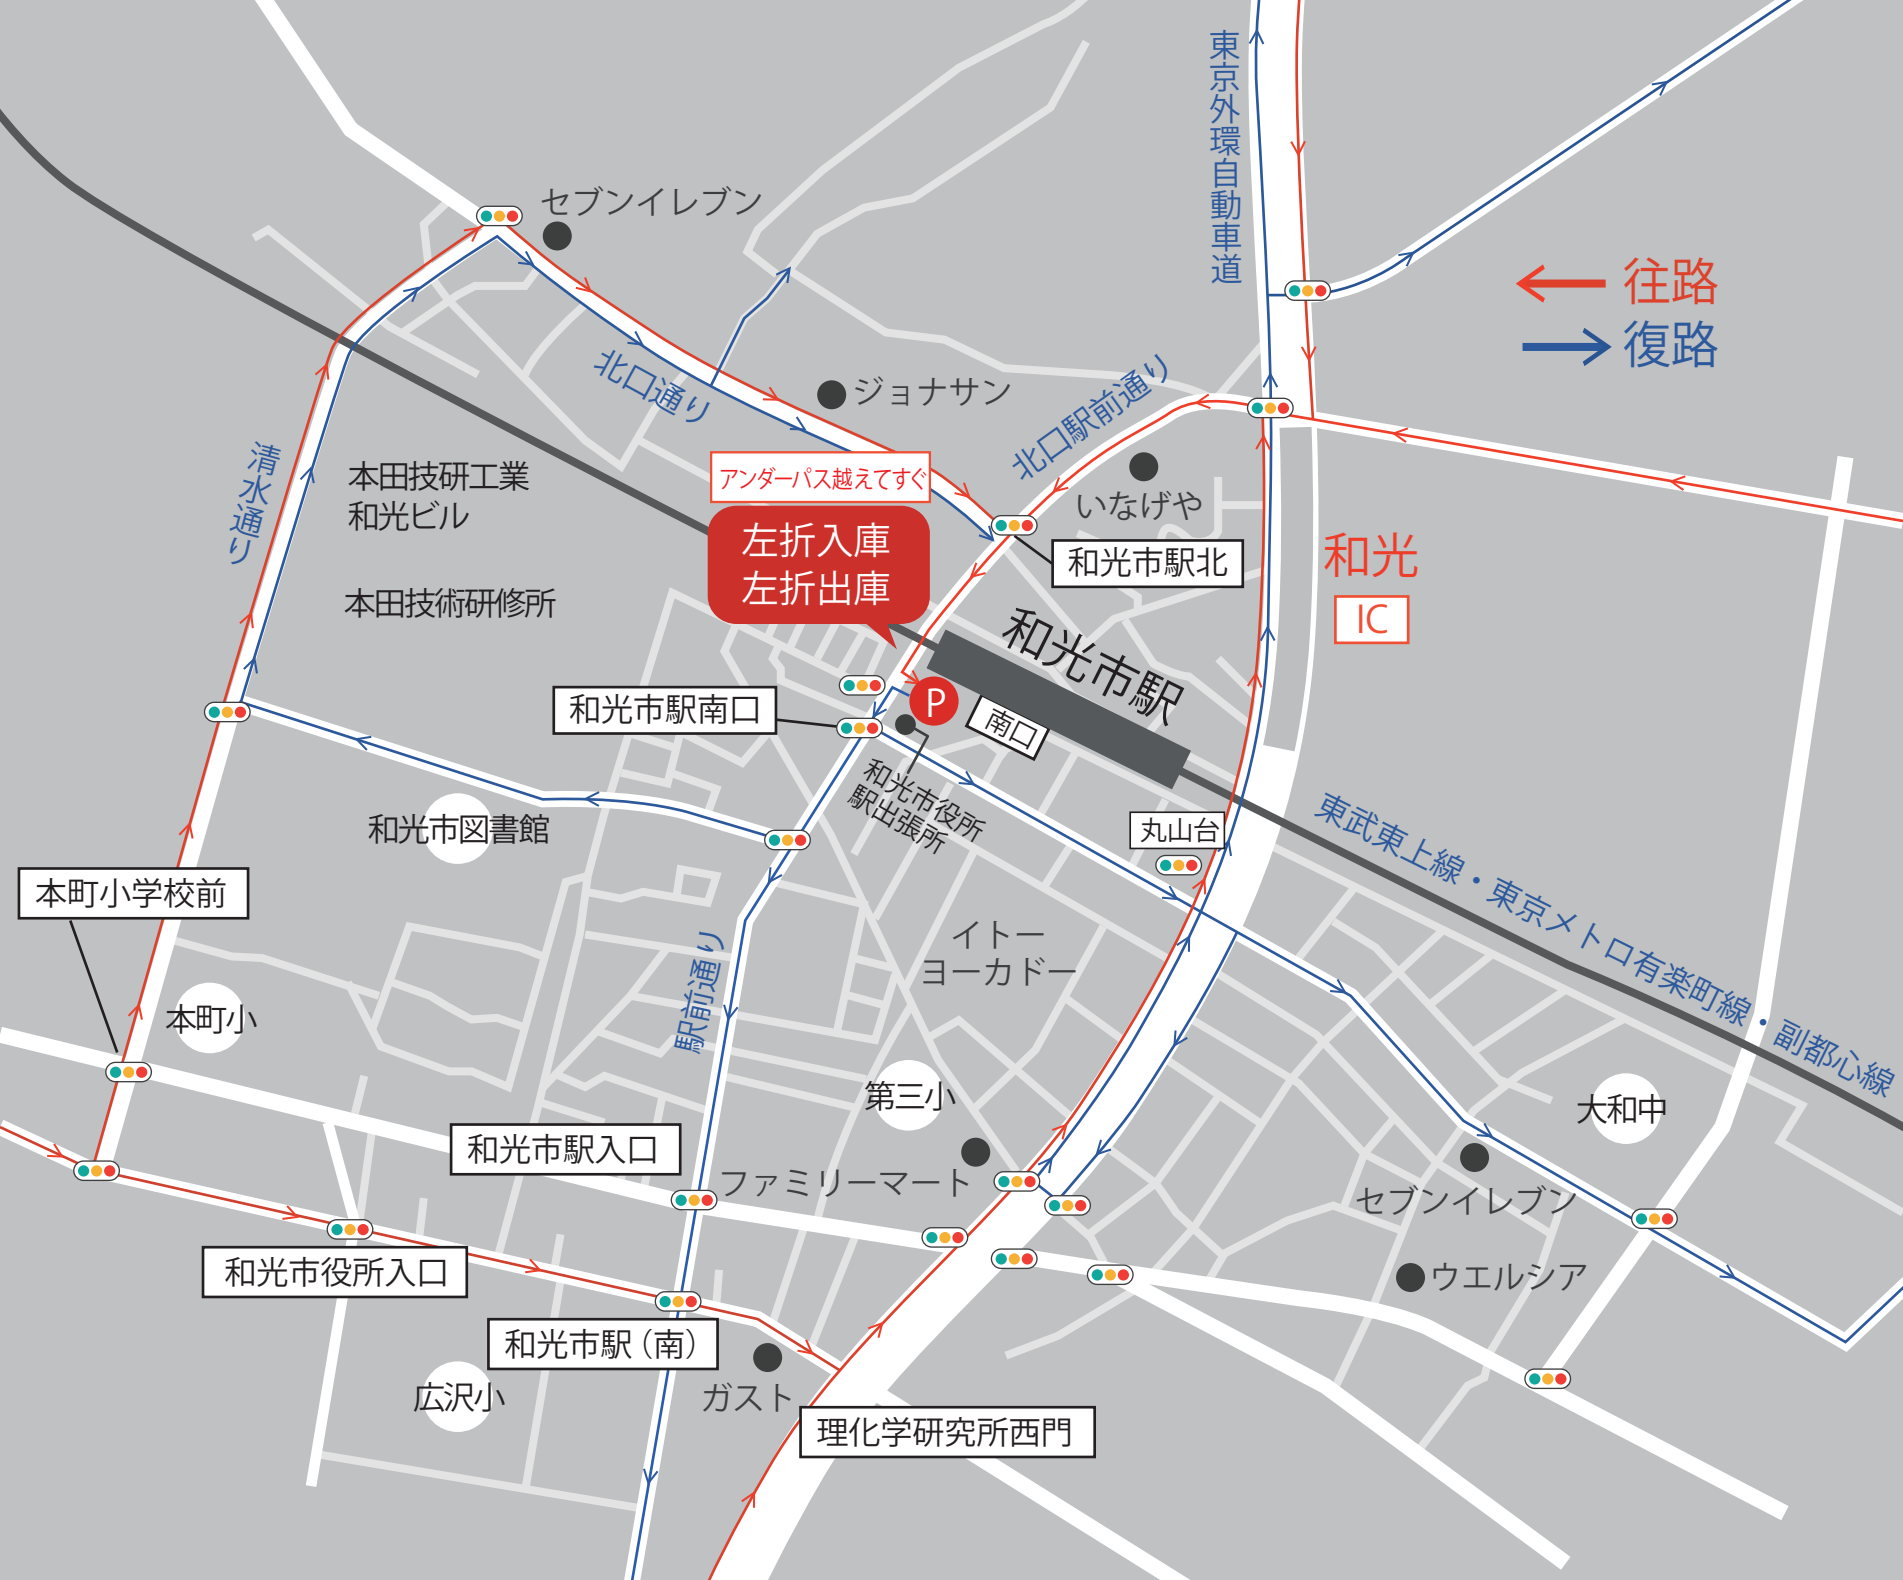 東京外環自動車道
セブンイレブン
往路
復路
北口通り
ジョナサン
北口駅前通り
清水通り
本田技研工業
和光ビル
アンダーパス越えてすぐ
いなげや
左折入庫
左折出庫
和光市駅北
和光
IC
本田技術研修所
和光市駅
和光市駅南口
P
南口
和光市役所
駅出張所
和光市図書館
丸山台
東武東上線・東京メトロ有楽町線・副都心線
本町小学校前
イトー
ヨーカドー
駅前通り
本町小
第三小
大和中
和光市駅入口
ファミリーマート
セブンイレブン
和光市役所入口
ウエルシア
和光市駅（南）
広沢小
ガスト
理化学研究所西門